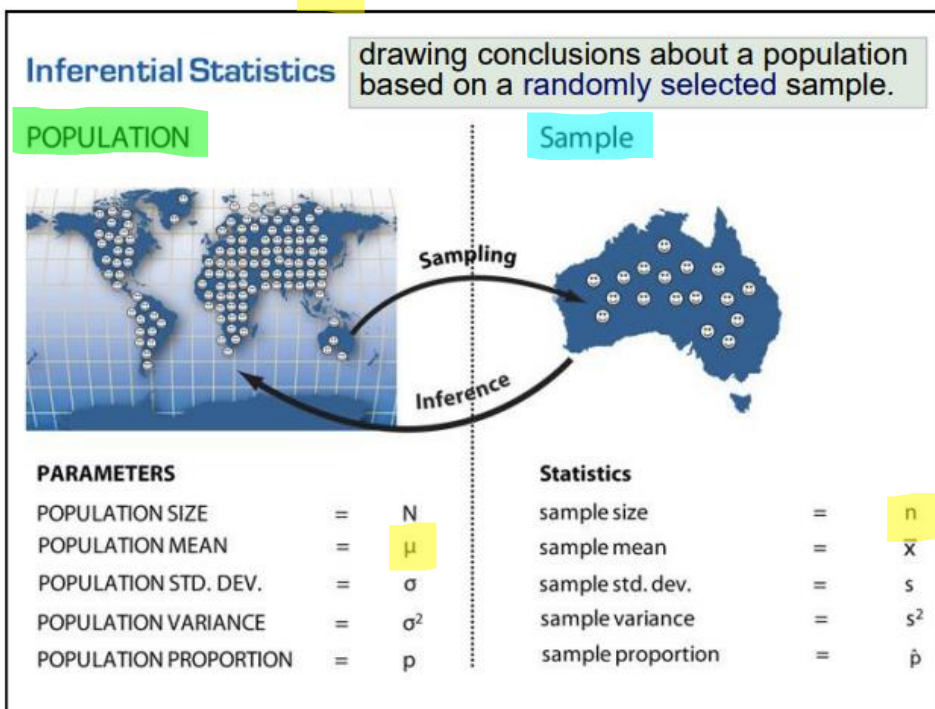 Inferential Statistics
drawing conclusions about a population
based on a randomly selected sample.
POPULATION
Sample
Sampling
Inference
PARAMETERS
POPULATION SIZE = N
POPULATION MEAN = μ
POPULATION STD. DEV. = σ
POPULATION VARIANCE = σ²
POPULATION PROPORTION = p
Statistics
sample size = n
sample mean = x̄
sample std. dev. = s
sample variance = s²
sample proportion = p̂